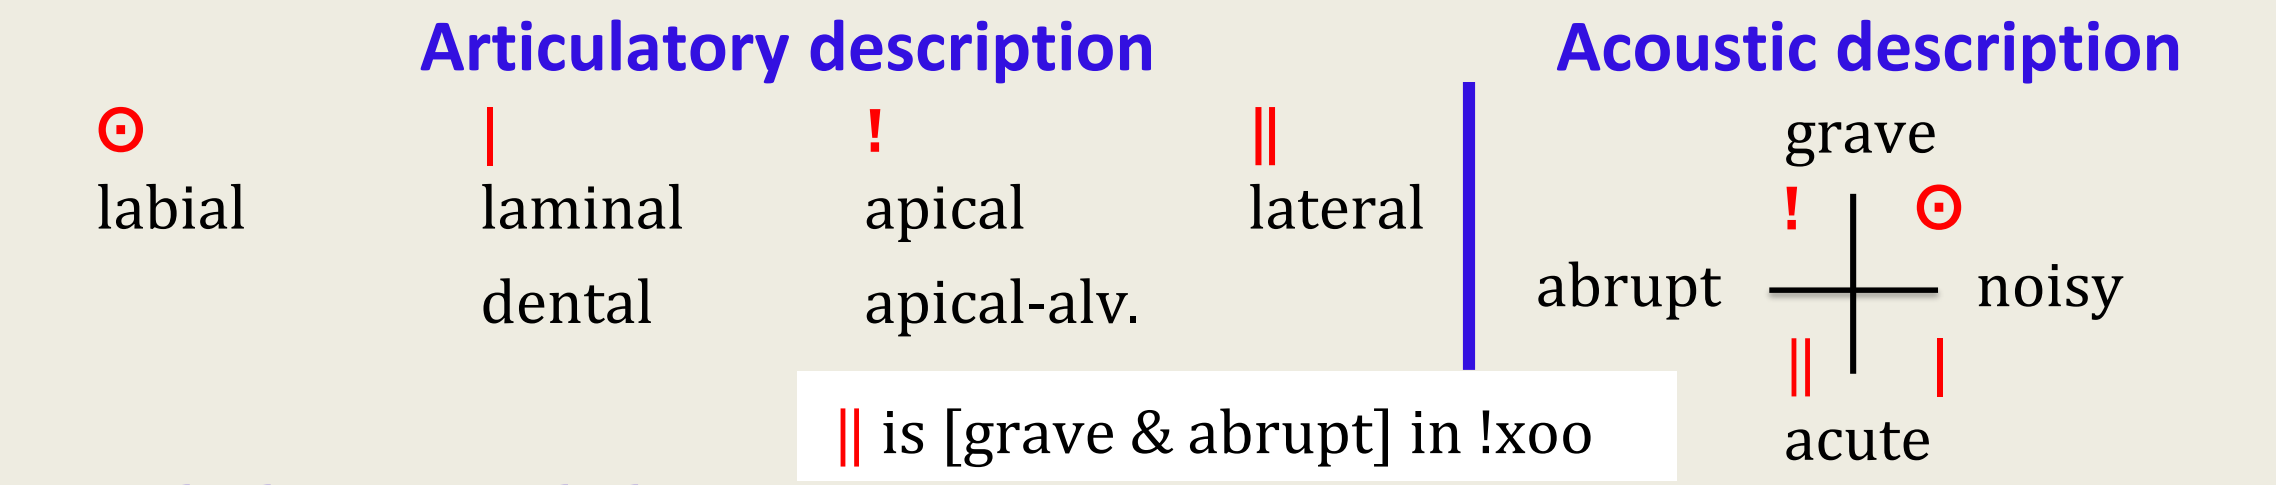 Articulatory description
ʘ | ! ||
labial laminal apical lateral
dental apical-alv.
Acoustic description
grave
! ʘ
abrupt noisy
|| |
acute
|| is [grave & abrupt] in !xoo